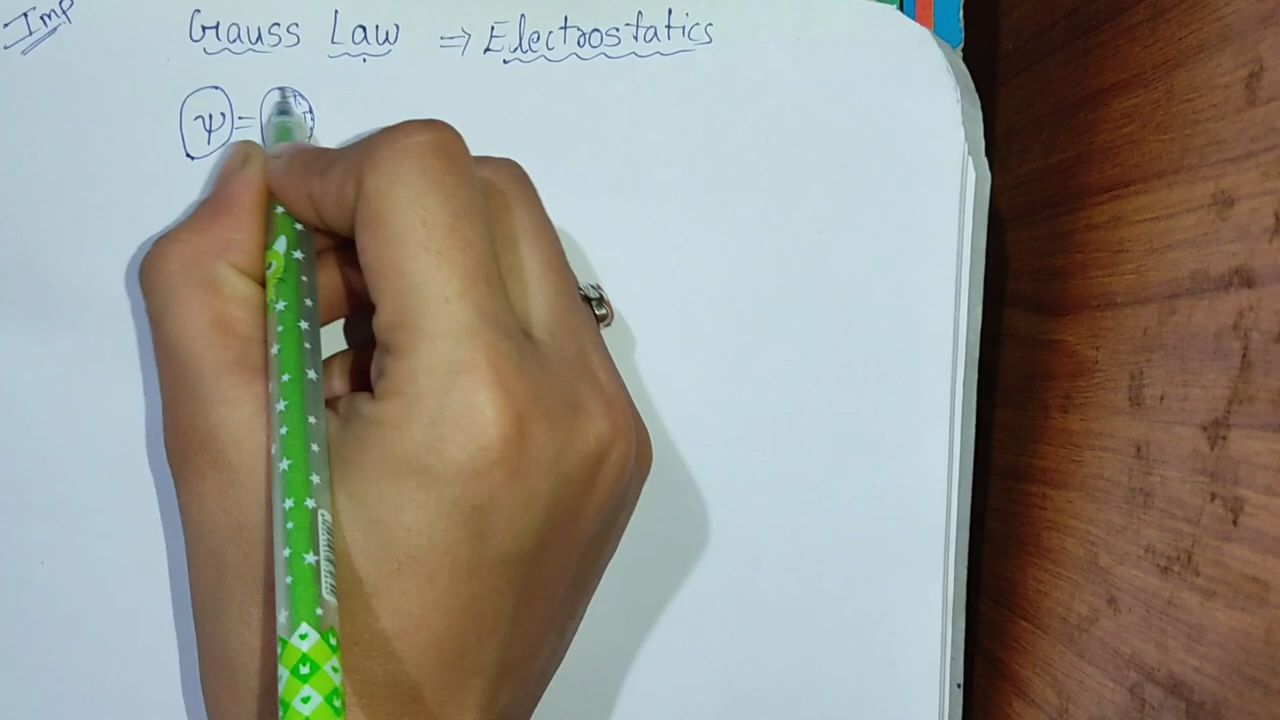 Imp
Gauss Law ⇒ Electrostatics
ψ =